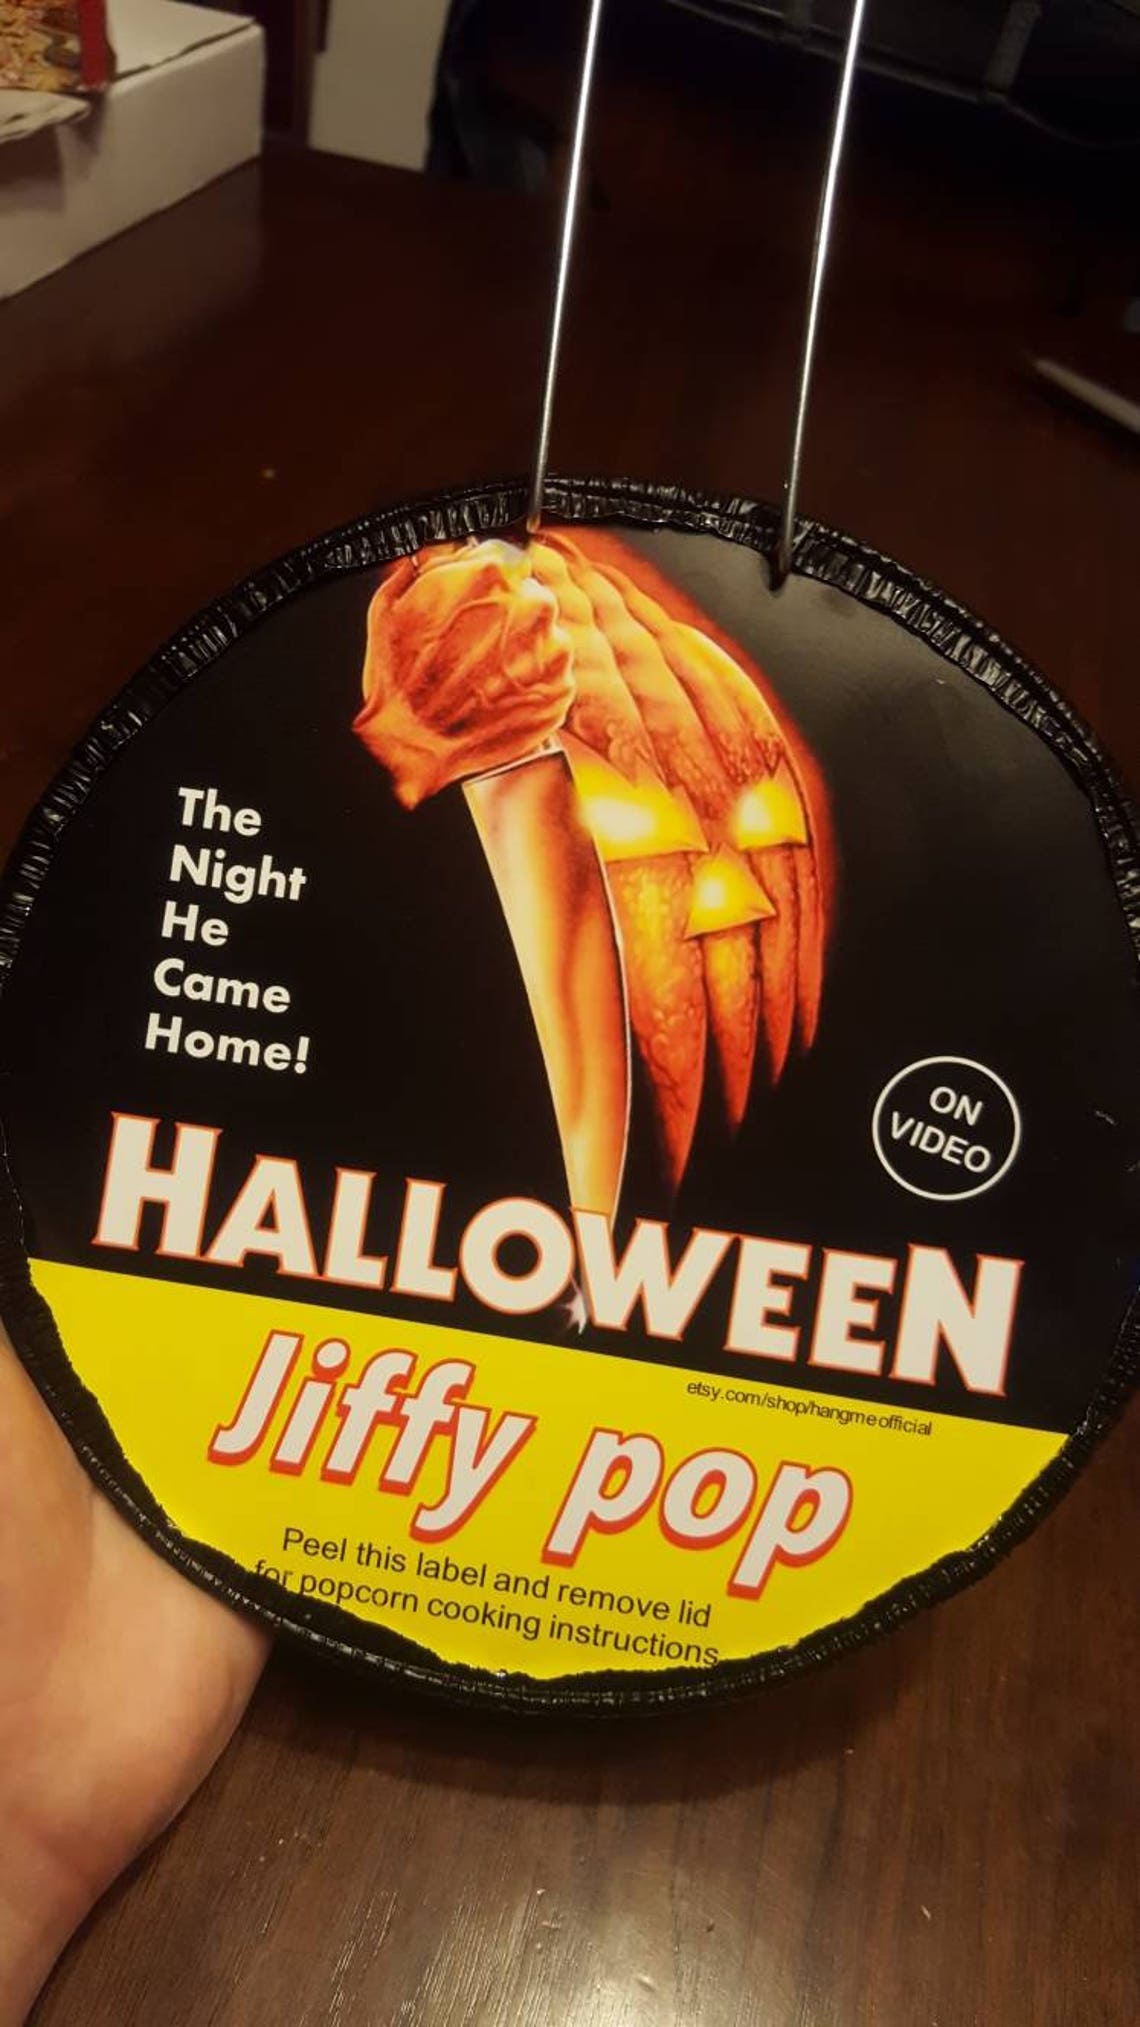 The
Night
He
Came
Home!
ON
VIDEO
HALLOWEEN
etsy.com/shop/hangmeofficial
Jiffy pop
Peel this label and remove lid
for popcorn cooking instructions